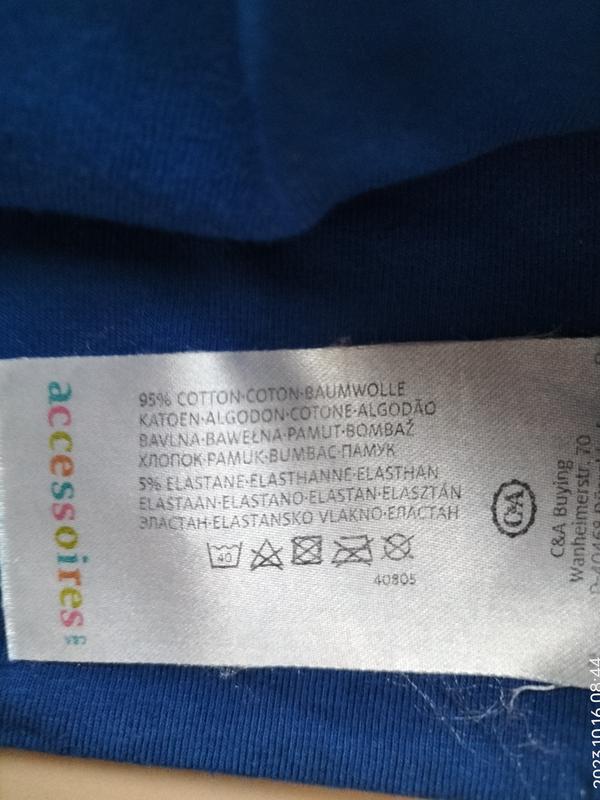 95% COTTON·COTON·BAUMWOLLE
KATOEN·ALGODON·COTONE·ALGODÃO
BAVLNA·BAWEŁNA·PAMUT·BOMBAŽ
ХЛОПОК·PAMUK·BUMBAC·ПАМУК
5% ELASTANE·ELASTHANNE·ELASTHAN
ELASTAAN·ELASTANO·ELASTAN·ELASZTÁN
ЭЛАСТАН·ELASTANSKO VLAKNO·ЕЛАСТАН
40
40805
accessoires
C&A
C&A
C&A Buying
Wanheimerstr. 70
D-40468
2023.10.16 08:44